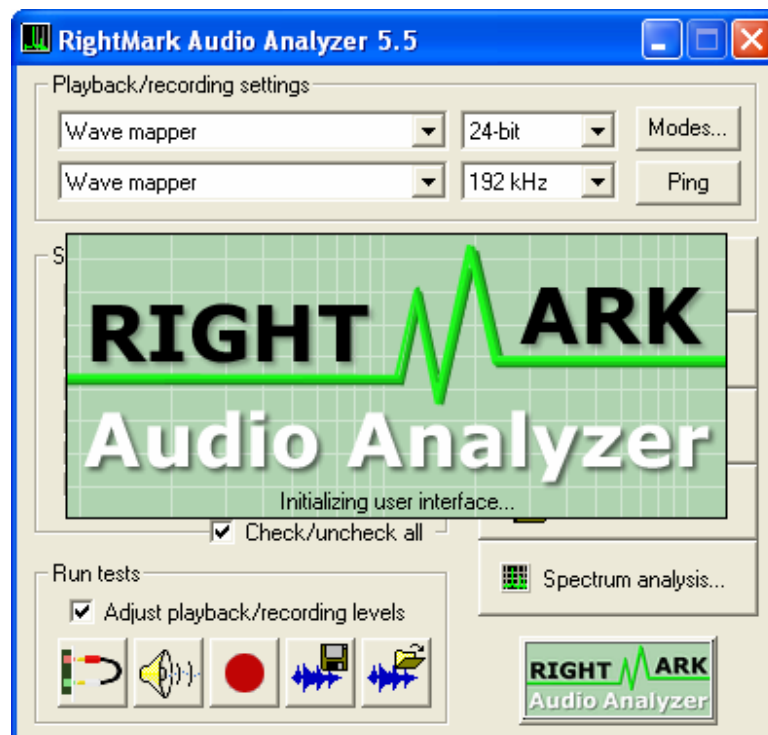 RightMark Audio Analyzer 5.5
Playback/recording settings
Wave mapper 24-bit Modes...
Wave mapper 192 kHz Ping
S
RIGHT MARK
Audio Analyzer
Initializing user interface...
Check/uncheck all
Run tests
Adjust playback/recording levels
Spectrum analysis...
RIGHT MARK
Audio Analyzer